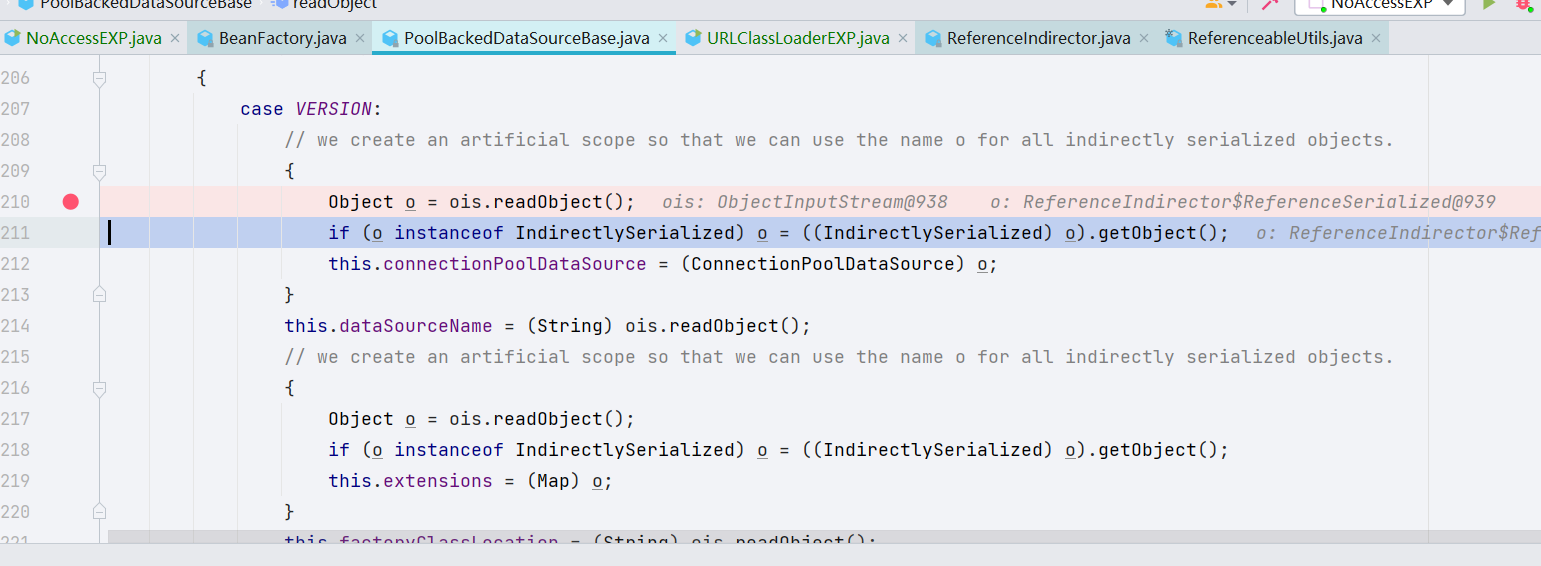 PoolBackedDataSourceBase readObject NoAccessEXP
NoAccessEXP.java BeanFactory.java PoolBackedDataSourceBase.java URLClassLoaderEXP.java ReferenceIndirector.java ReferenceableUtils.java
206 {
207 case VERSION:
208 // we create an artificial scope so that we can use the name o for all indirectly serialized objects.
209 {
210 Object o = ois.readObject(); ois: ObjectInputStream@938 o: ReferenceIndirector$ReferenceSerialized@939
211 if (o instanceof IndirectlySerialized) o = ((IndirectlySerialized) o).getObject(); o: ReferenceIndirector$Ref
212 this.connectionPoolDataSource = (ConnectionPoolDataSource) o;
213 }
214 this.dataSourceName = (String) ois.readObject();
215 // we create an artificial scope so that we can use the name o for all indirectly serialized objects.
216 {
217 Object o = ois.readObject();
218 if (o instanceof IndirectlySerialized) o = ((IndirectlySerialized) o).getObject();
219 this.extensions = (Map) o;
220 }
221 this.factoryClassLocation = (String) ois.readObject();